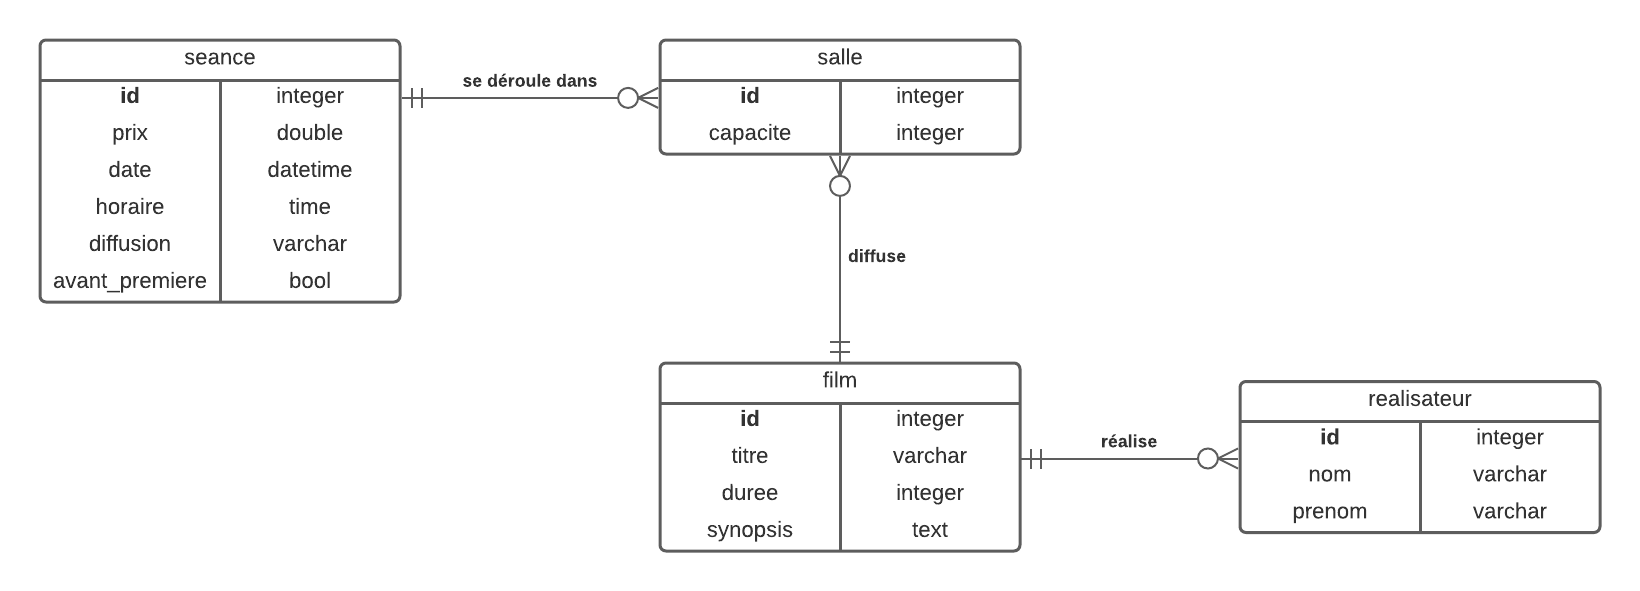 seance
id integer
prix double
date datetime
horaire time
diffusion varchar
avant_premiere bool
se déroule dans
salle
id integer
capacite integer
diffuse
film
id integer
titre varchar
duree integer
synopsis text
réalise
realisateur
id integer
nom varchar
prenom varchar